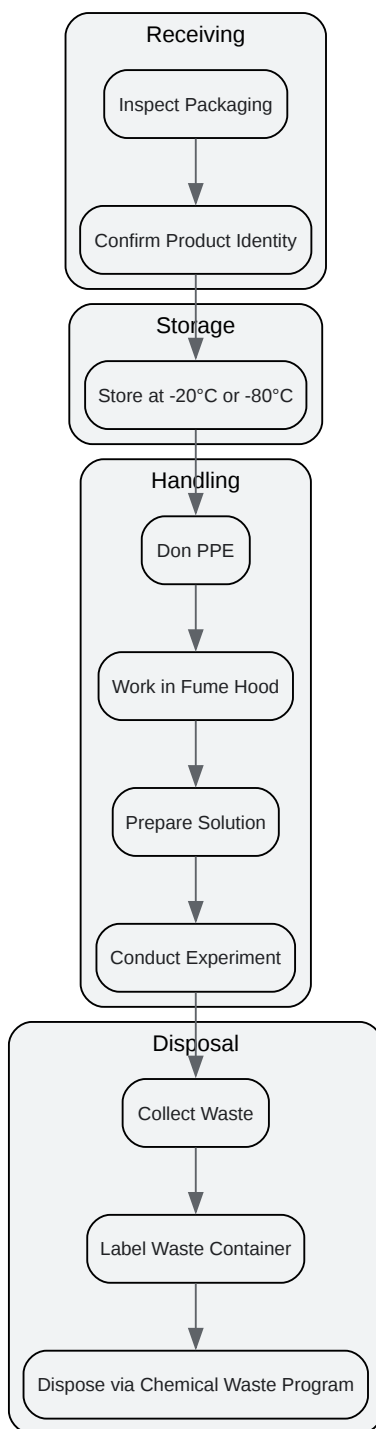 Receiving
Inspect Packaging
Confirm Product Identity
Storage
Store at -20°C or -80°C
Handling
Don PPE
Work in Fume Hood
Prepare Solution
Conduct Experiment
Disposal
Collect Waste
Label Waste Container
Dispose via Chemical Waste Program